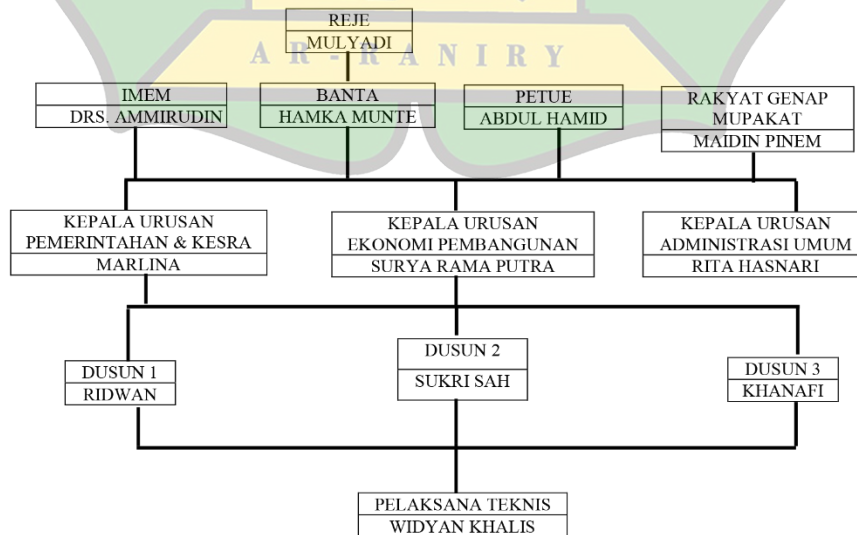 REJE
MULYADI
AR-RANIRY
IMEM
DRS. AMMIRUDIN
BANTA
HAMKA MUNTE
PETUE
ABDUL HAMID
RAKYAT GENAP
MUPAKAT
MAIDIN PINEM
KEPALA URUSAN
PEMERINTAHAN & KESRA
MARLINA
KEPALA URUSAN
EKONOMI PEMBANGUNAN
SURYA RAMA PUTRA
KEPALA URUSAN
ADMINISTRASI UMUM
RITA HASNARI
DUSUN 1
RIDWAN
DUSUN 2
SUKRI SAH
DUSUN 3
KHANAFI
PELAKSANA TEKNIS
WIDYAN KHALIS